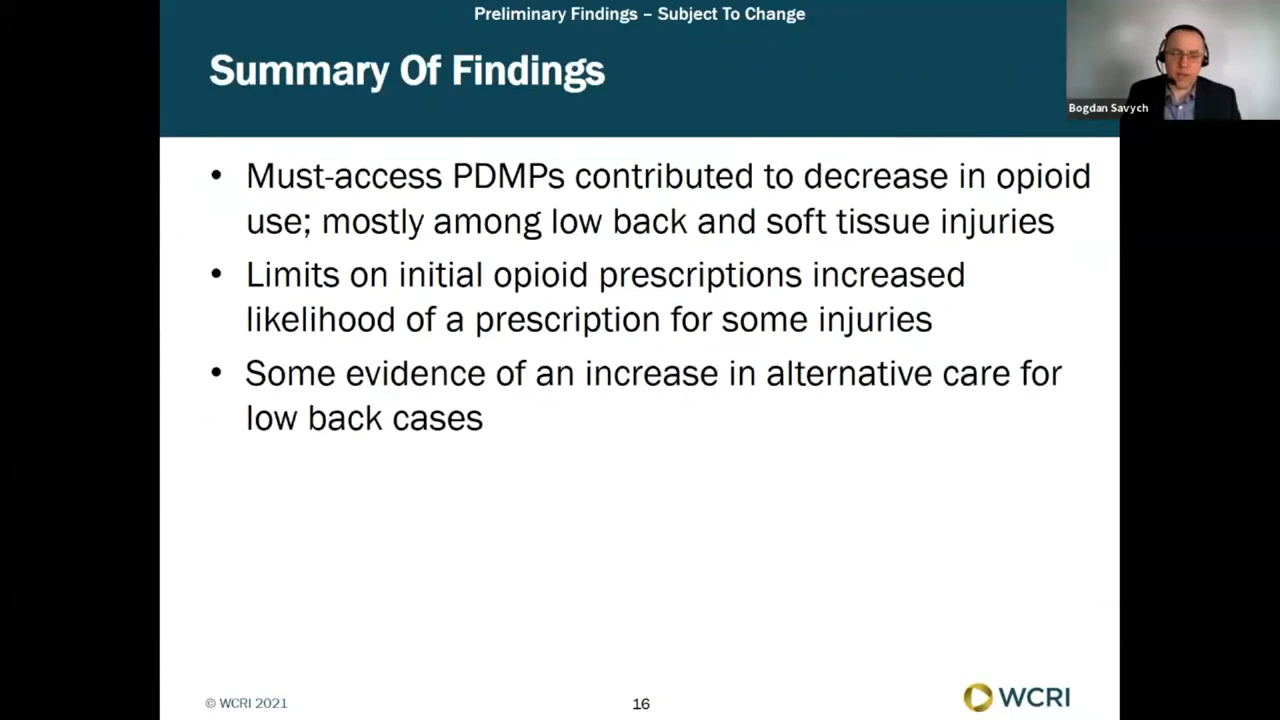 Preliminary Findings – Subject To Change
Summary Of Findings
Bogdan Savych
• Must-access PDMPs contributed to decrease in opioid
use; mostly among low back and soft tissue injuries
• Limits on initial opioid prescriptions increased
likelihood of a prescription for some injuries
• Some evidence of an increase in alternative care for
low back cases
© WCRI 2021
16
WCRI